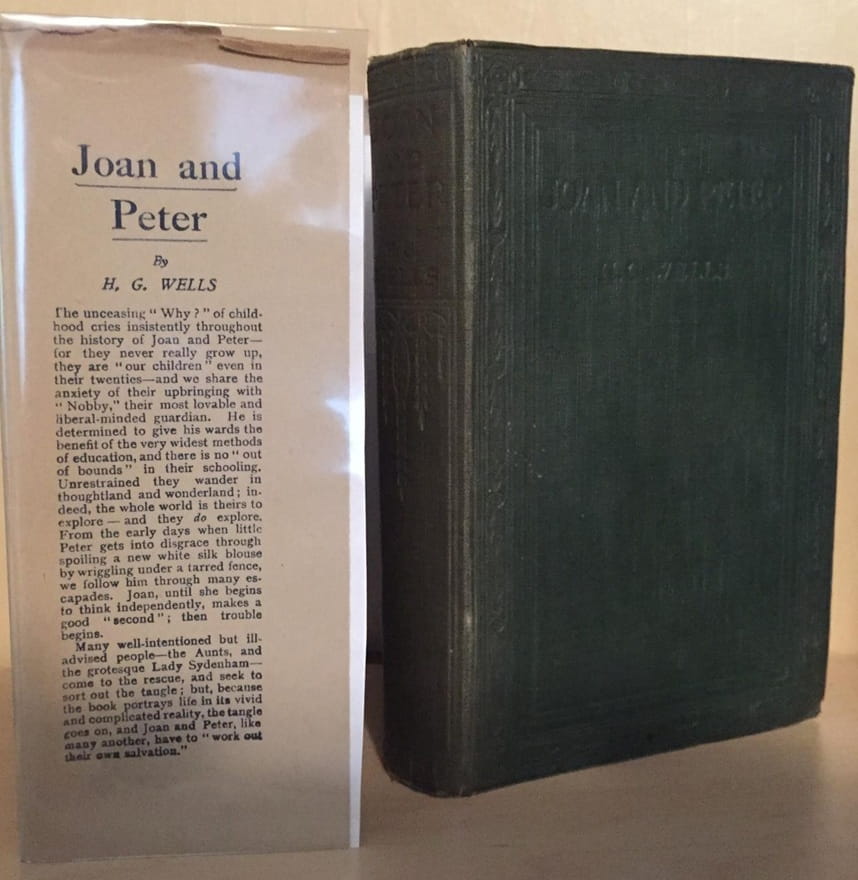 Joan and
Peter
By
H. G. WELLS
The unceasing “ Why ? ” of child-
hood cries insistently throughout
the history of Joan and Peter—
for they never really grow up,
they are “ our children ” even in
their twenties—and we share the
anxiety of their upbringing with
“ Nobby,” their most lovable and
liberal-minded guardian. He is
determined to give his wards the
benefit of the very widest methods
of education, and there is no “ out
of bounds ” in their schooling.
Unrestrained they wander in
thoughtland and wonderland ; in-
deed, the whole world is theirs to
explore — and they do explore.
From the early days when little
Peter gets into disgrace through
spoiling a new white silk blouse
by wriggling under a tarred fence,
we follow him through many es-
capades. Joan, until she begins
to think independently, makes a
good “ second ” ; then trouble
begins.
Many well-intentioned but ill-
advised people—the Aunts, and
the grotesque Lady Sydenham—
come to the rescue, and seek to
sort out the tangle ; but, because
the book portrays life in its vivid
and complicated reality, the tangle
goes on, and Joan and Peter, like
many another, have to “ work out
their own salvation.”
JOAN
AND
PETER
H. G.
WELLS
JOAN AND PETER
H. G. WELLS